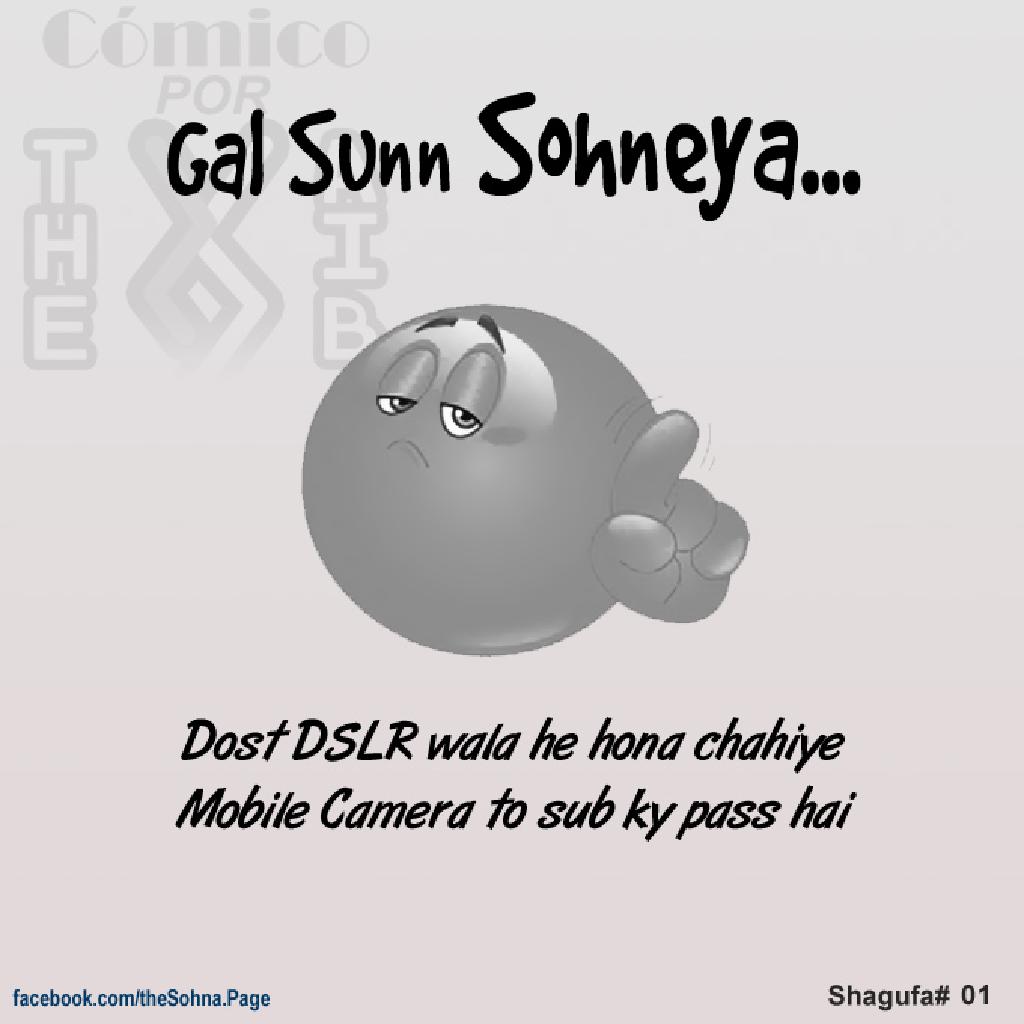 Cómico
POR
THE
Gal Sunn Sohneya...
Dost DSLR wala he hona chahiye
Mobile Camera to sub ky pass hai
facebook.com/theSohna.Page
Shagufa# 01